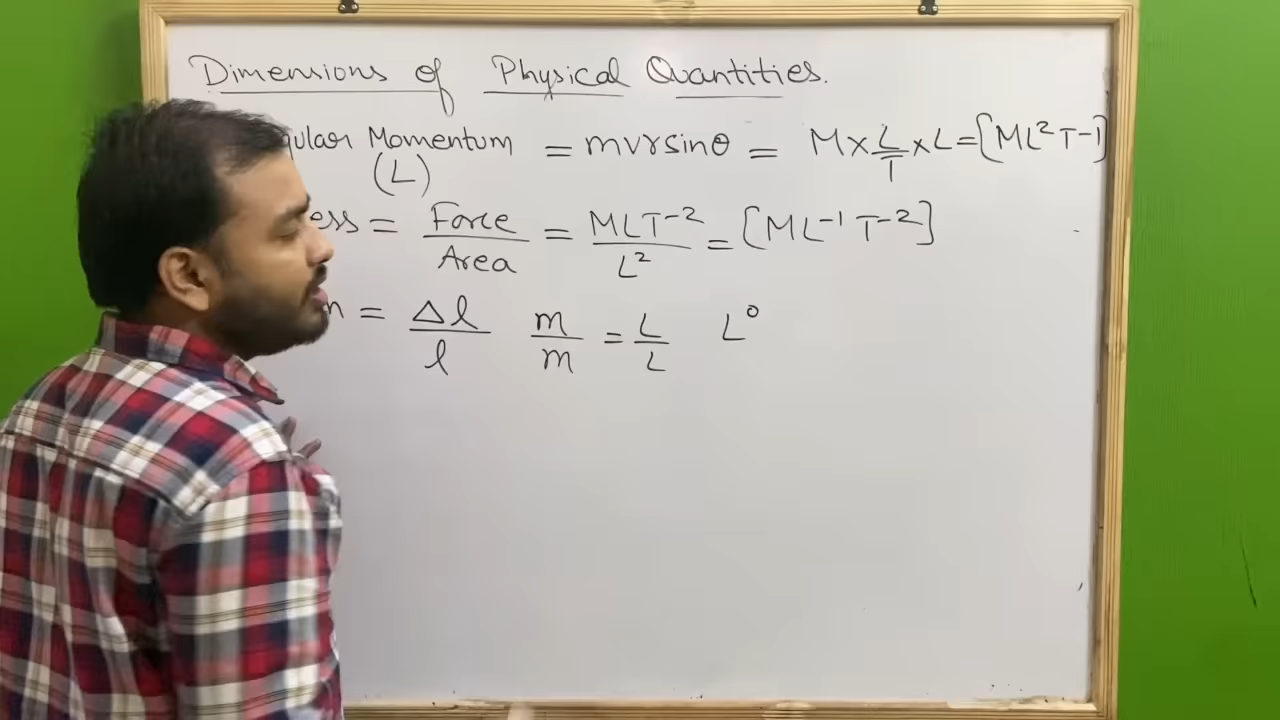 Dimensions of Physical Quantities.
gular Momentum (L) = mvrsinθ = M×L/T×L=[ML²T-1]
ess = Force/Area = MLT⁻²/L² = [ML⁻¹T⁻²]
n = Δl/l m/m = L/L L⁰